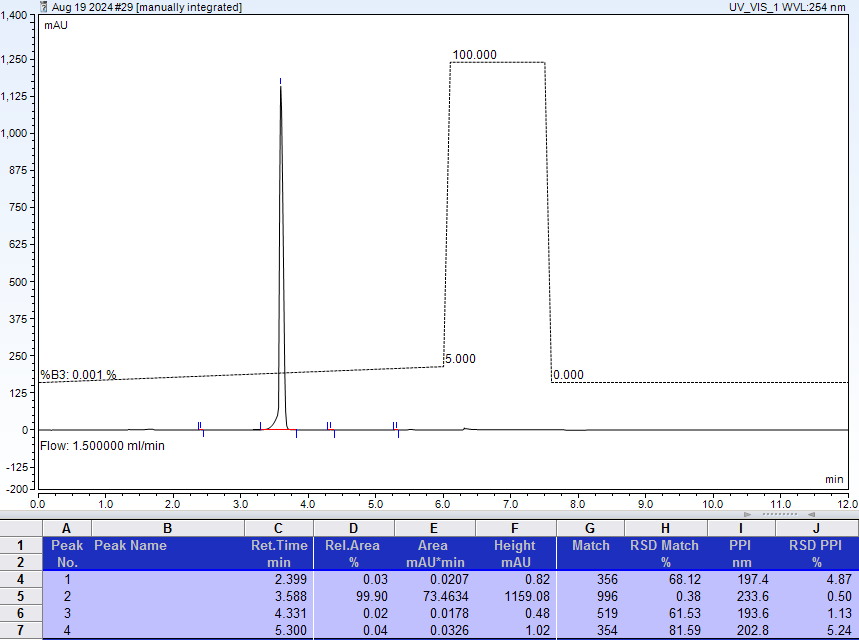 Aug 19 2024 #29 [manually integrated] UV_VIS_1 WVL:254 nm
1,400
mAU
1,250
1,125
1,000
875
750
625
500
375
250
125
0
-125
-200
100.000
5.000
%B3: 0.001 %
0.000
Flow: 1.500000 ml/min
min
0.0 1.0 2.0 3.0 4.0 5.0 6.0 7.0 8.0 9.0 10.0 11.0 12.0
A B C D E F G H I J
1 Peak Peak Name Ret.Time Rel.Area Area Height Match RSD Match PPI RSD PPI
2 No. min % mAU*min mAU % nm %
4 1 2.399 0.03 0.0207 0.82 356 68.12 197.4 4.87
5 2 3.588 99.90 73.4634 1159.08 996 0.38 233.6 0.50
6 3 4.331 0.02 0.0178 0.48 519 61.53 193.6 1.13
7 4 5.300 0.04 0.0326 1.02 354 81.59 202.8 5.24